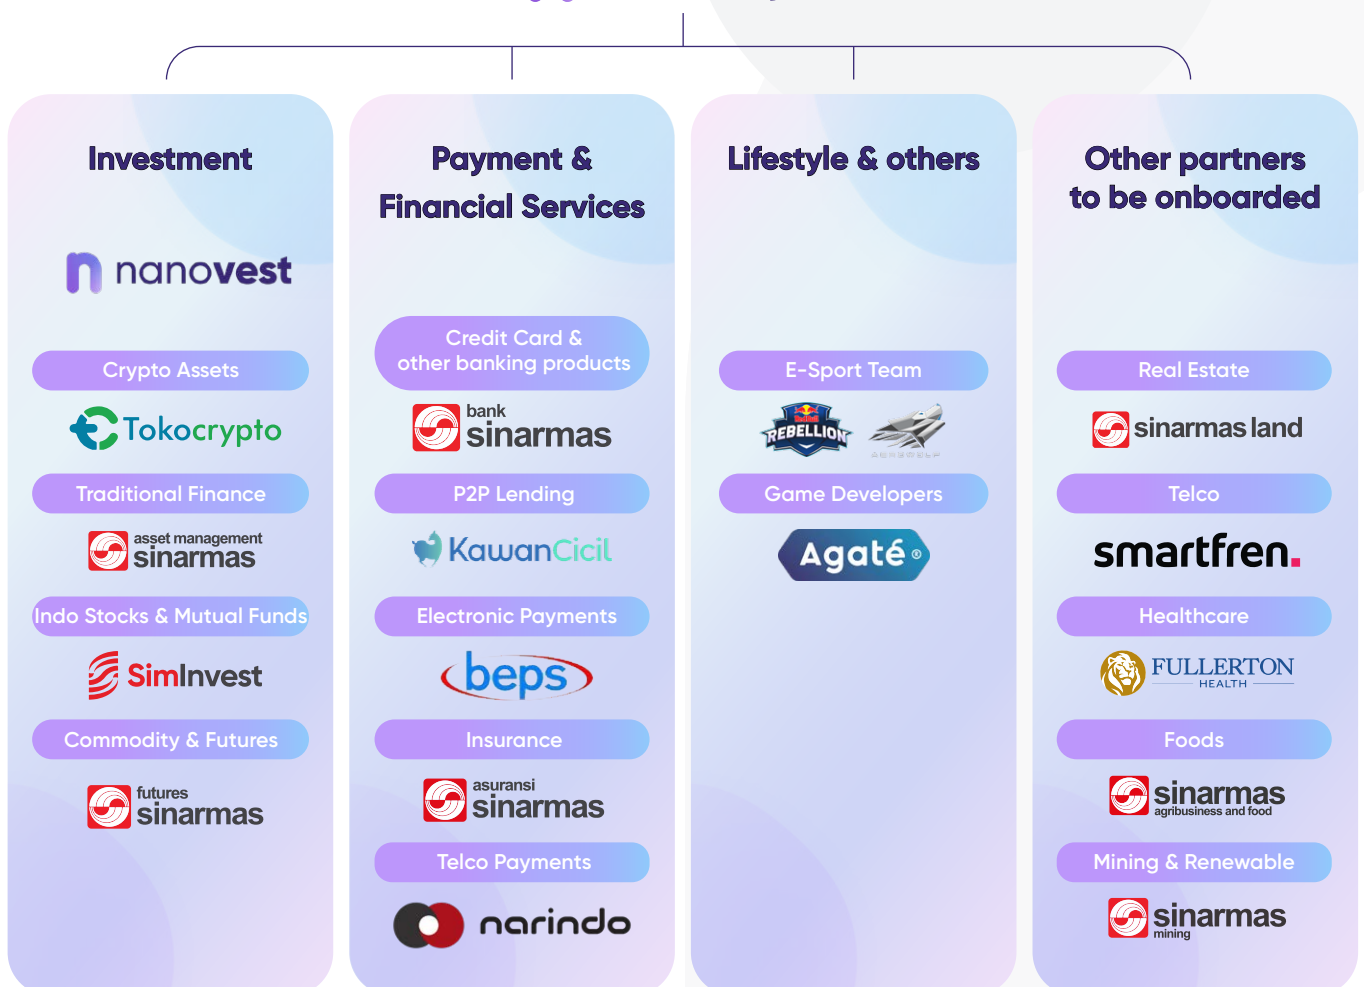 Investment
nanovest
Crypto Assets
Tokocrypto
Traditional Finance
asset management
sinarmas
Indo Stocks & Mutual Funds
SimInvest
Commodity & Futures
futures
sinarmas
Payment &
Financial Services
Credit Card &
other banking products
bank
sinarmas
P2P Lending
KawanCicil
Electronic Payments
beps
Insurance
asuransi
sinarmas
Telco Payments
narindo
Lifestyle & others
E-Sport Team
Red Bull
REBELLION
Game Developers
Agaté ®
Other partners
to be onboarded
Real Estate
sinarmas land
Telco
smartfren.
Healthcare
FULLERTON
HEALTH
Foods
sinarmas
agribusiness and food
Mining & Renewable
sinarmas
mining